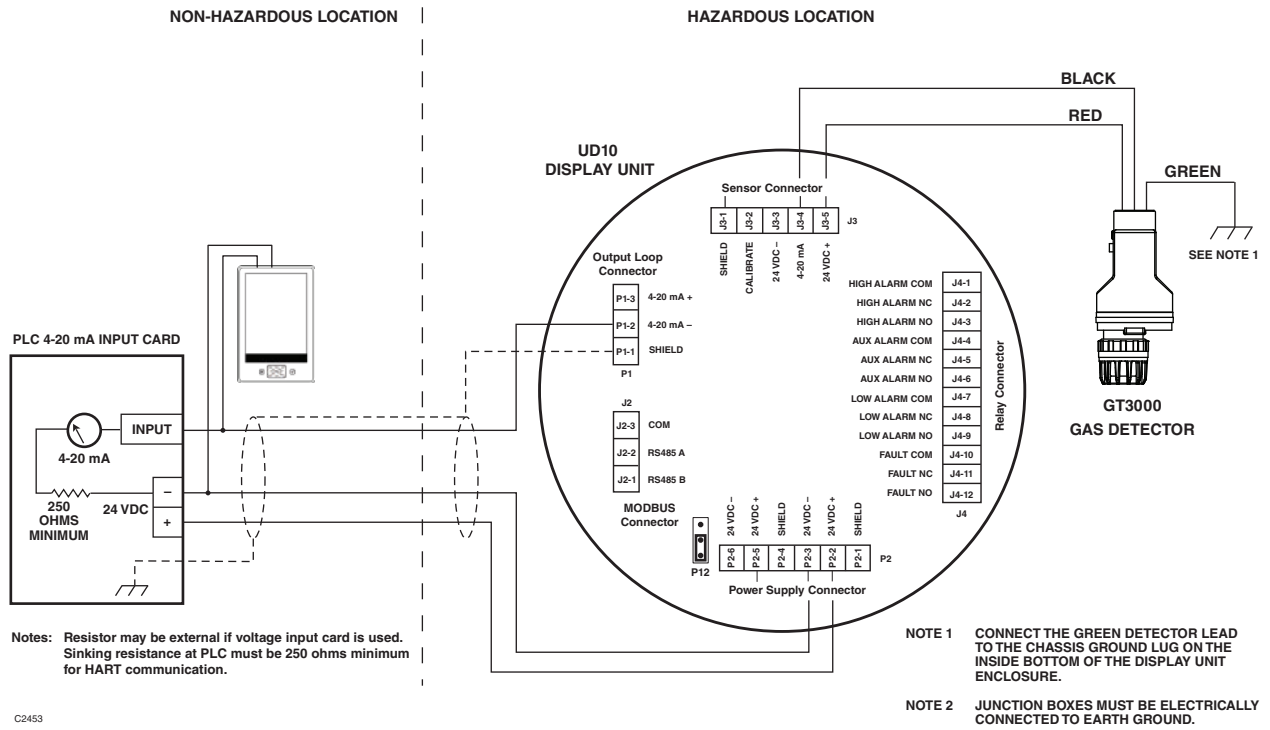 NON-HAZARDOUS LOCATION
HAZARDOUS LOCATION
BLACK
RED
GREEN
SEE NOTE 1
UD10
DISPLAY UNIT
Sensor Connector
J3-1
J3-2
J3-3
J3-4
J3-5
J3
SHIELD
CALIBRATE
24 VDC –
4-20 mA
24 VDC +
Output Loop
Connector
P1-3 4-20 mA +
P1-2 4-20 mA –
P1-1 SHIELD
P1
J2
J2-3 COM
J2-2 RS485 A
J2-1 RS485 B
MODBUS
Connector
P12
HIGH ALARM COM J4-1
HIGH ALARM NC J4-2
HIGH ALARM NO J4-3
AUX ALARM COM J4-4
AUX ALARM NC J4-5
AUX ALARM NO J4-6
LOW ALARM COM J4-7
LOW ALARM NC J4-8
LOW ALARM NO J4-9
FAULT COM J4-10
FAULT NC J4-11
FAULT NO J4-12
J4
Relay Connector
GT3000
GAS DETECTOR
24 VDC –
24 VDC +
SHIELD
24 VDC –
24 VDC +
SHIELD
P2-6
P2-5
P2-4
P2-3
P2-2
P2-1
P2
Power Supply Connector
PLC 4-20 mA INPUT CARD
INPUT
4-20 mA
250
OHMS
MINIMUM
24 VDC
–
+
Notes: Resistor may be external if voltage input card is used.
Sinking resistance at PLC must be 250 ohms minimum
for HART communication.
NOTE 1 CONNECT THE GREEN DETECTOR LEAD
TO THE CHASSIS GROUND LUG ON THE
INSIDE BOTTOM OF THE DISPLAY UNIT
ENCLOSURE.
NOTE 2 JUNCTION BOXES MUST BE ELECTRICALLY
CONNECTED TO EARTH GROUND.
C2453